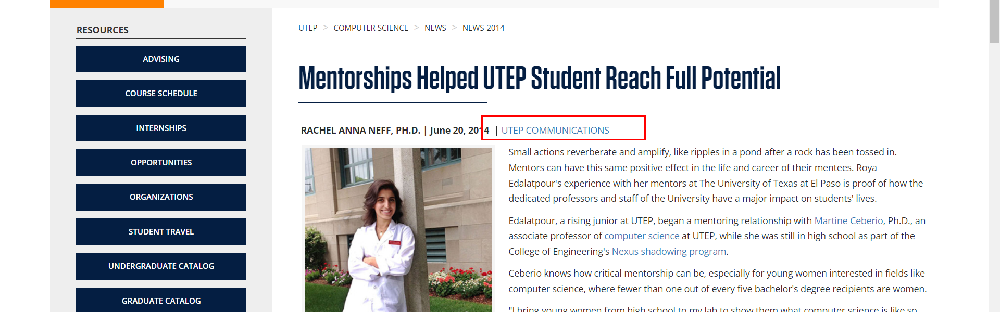 RESOURCES
ADVISING
COURSE SCHEDULE
INTERNSHIPS
OPPORTUNITIES
ORGANIZATIONS
STUDENT TRAVEL
UNDERGRADUATE CATALOG
GRADUATE CATALOG
UTEP > COMPUTER SCIENCE > NEWS > NEWS-2014
Mentorships Helped UTEP Student Reach Full Potential
RACHEL ANNA NEFF, PH.D. | June 20, 2014 | UTEP COMMUNICATIONS
Small actions reverberate and amplify, like ripples in a pond after a rock has been tossed in.
Mentors can have this same positive effect in the life and career of their mentees. Roya
Edalatpour's experience with her mentors at The University of Texas at El Paso is proof of how the
dedicated professors and staff of the University have a major impact on students' lives.
Edalatpour, a rising junior at UTEP, began a mentoring relationship with Martine Ceberio, Ph.D., an
associate professor of computer science at UTEP, while she was still in high school as part of the
College of Engineering's Nexus shadowing program.
Ceberio knows how critical mentorship can be, especially for young women interested in fields like
computer science, where fewer than one out of every five bachelor's degree recipients are women.
"I bring young women from high school to my lab to show them what computer science is like so